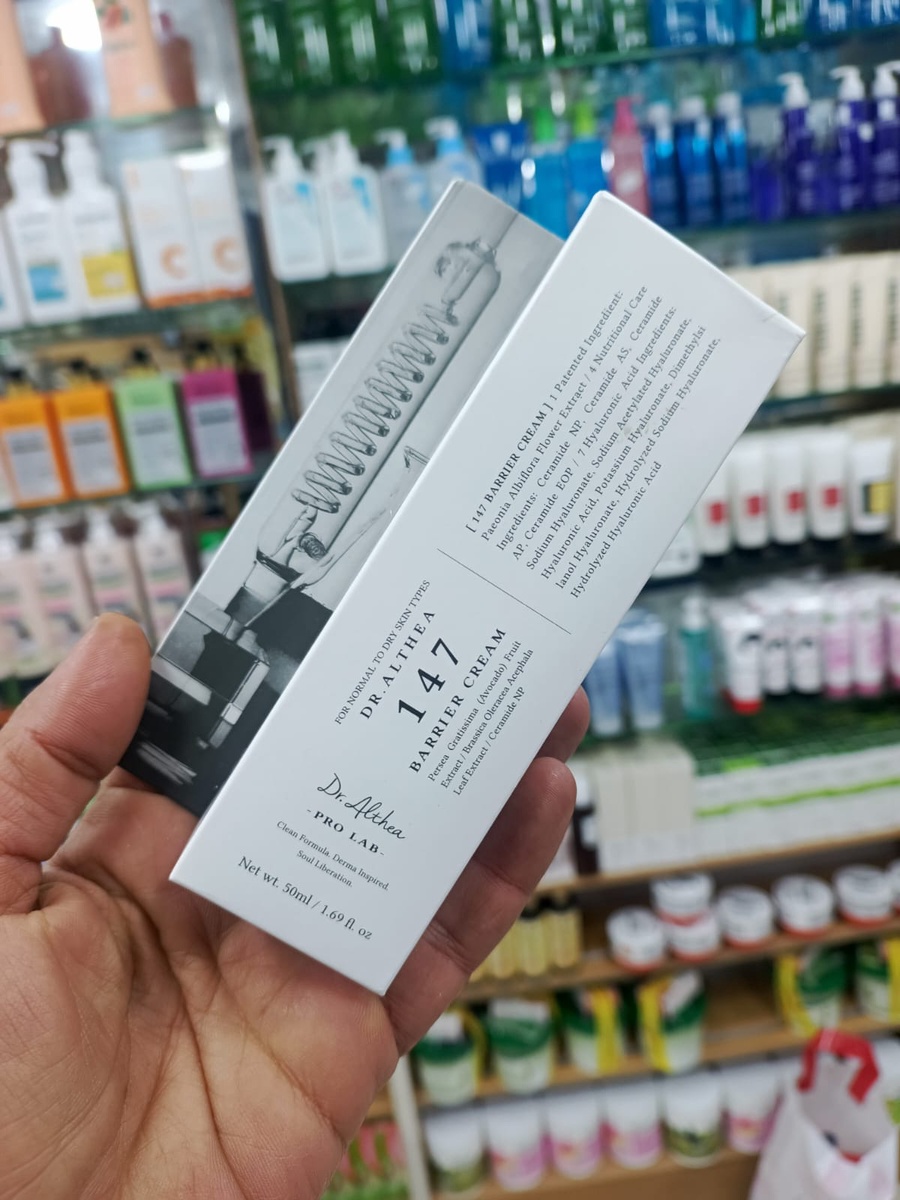 [ 147 BARRIER CREAM ] 1 Patented Ingredient:
Paeonia Albiflora Flower Extract / 4 Nutritional Care
Ingredients: Ceramide NP, Ceramide AS, Ceramide
AP, Ceramide EOP / 7 Hyaluronic Acid Ingredients:
Sodium Hyaluronate, Sodium Acetylated Hyaluronate,
Hyaluronic Acid, Potassium Hyaluronate, Dimethylsi
lanol Hyaluronate, Hydrolyzed Sodium Hyaluronate,
Hydrolyzed Hyaluronic Acid
FOR NORMAL TO DRY SKIN TYPES
DR. ALTHEA
147
BARRIER CREAM
Persea Gratissima (Avocado) Fruit
Extract / Brassica Oleracea Acephala
Leaf Extract / Ceramide NP
Dr. Althea
- PRO LAB -
Clean Formula. Derma Inspired.
Soul Liberation.
Net wt. 50ml / 1.69 fl. oz